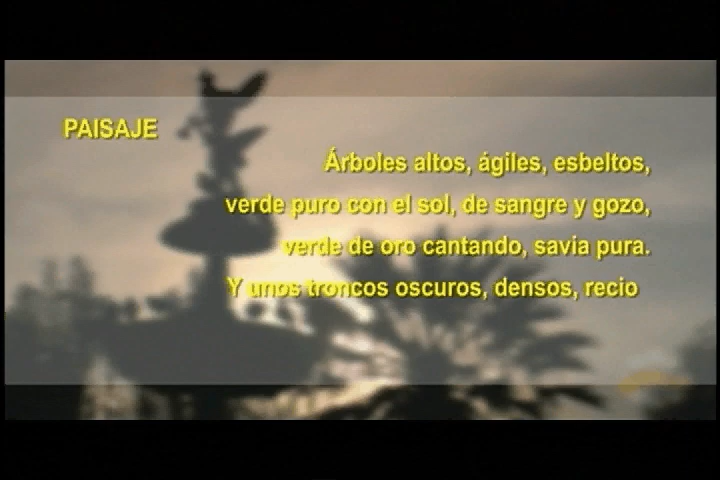 PAISAJE
Árboles altos, ágiles, esbeltos,
verde puro con el sol, de sangre y gozo,
verde de oro cantando, savia pura.
Y unos troncos oscuros, densos, recio